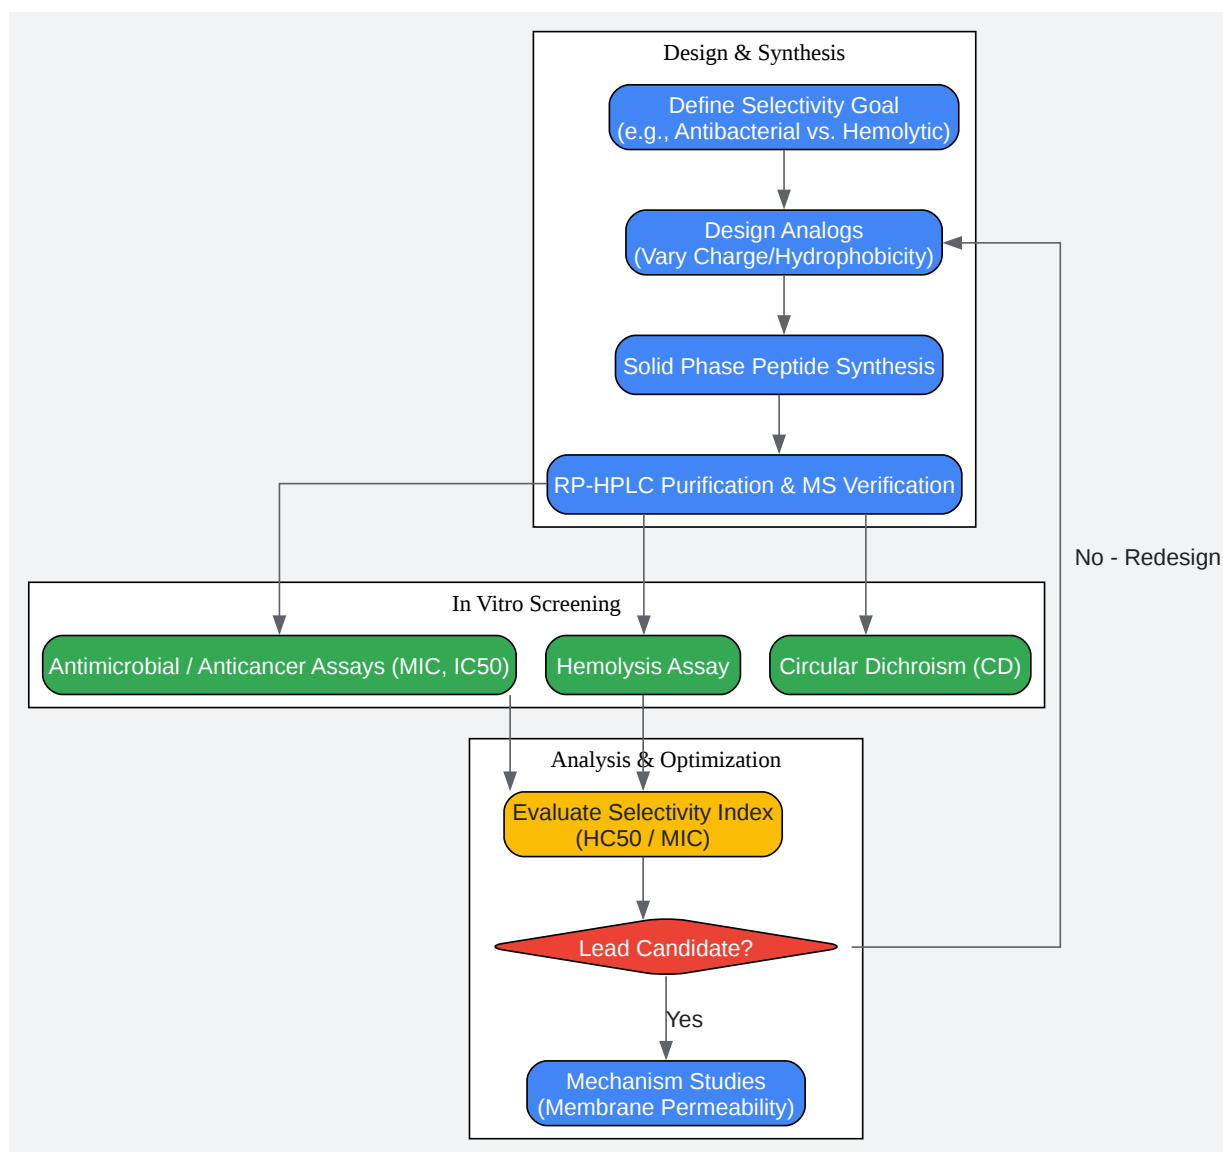 Design & Synthesis
Define Selectivity Goal
(e.g., Antibacterial vs. Hemolytic)
Design Analogs
(Vary Charge/Hydrophobicity)
Solid Phase Peptide Synthesis
RP-HPLC Purification & MS Verification
No - Redesign
In Vitro Screening
Antimicrobial / Anticancer Assays (MIC, IC50)
Hemolysis Assay
Circular Dichroism (CD)
Analysis & Optimization
Evaluate Selectivity Index
(HC50 / MIC)
Lead Candidate?
Yes
Mechanism Studies
(Membrane Permeability)